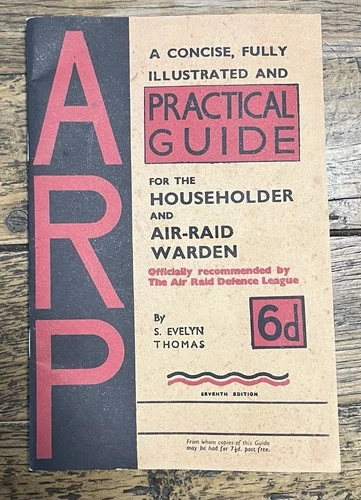 ARP
A CONCISE, FULLY
ILLUSTRATED AND
PRACTICAL
GUIDE
FOR THE
HOUSEHOLDER
AND
AIR-RAID
WARDEN
Officially recommended by
The Air Raid Defence League
By
S. EVELYN
THOMAS
6d
SEVENTH EDITION
From whom copies of this Guide
may be had for 7½d. post free.